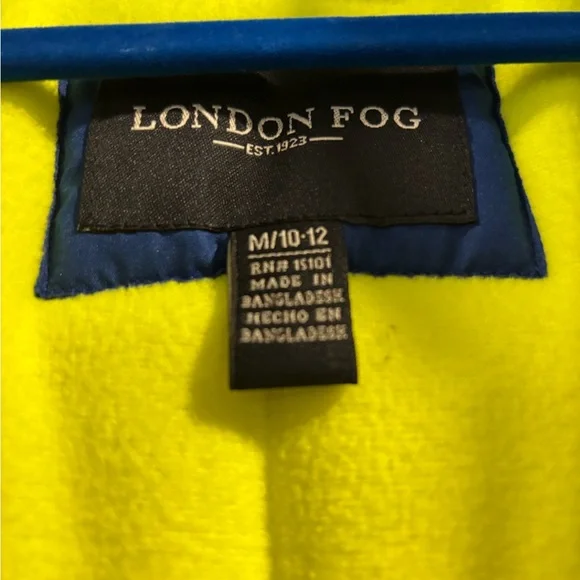 LONDON FOG
EST. 1923
M/10-12
RN# 15101
MADE IN
BANGLADESH
HECHO EN
BANGLADESH